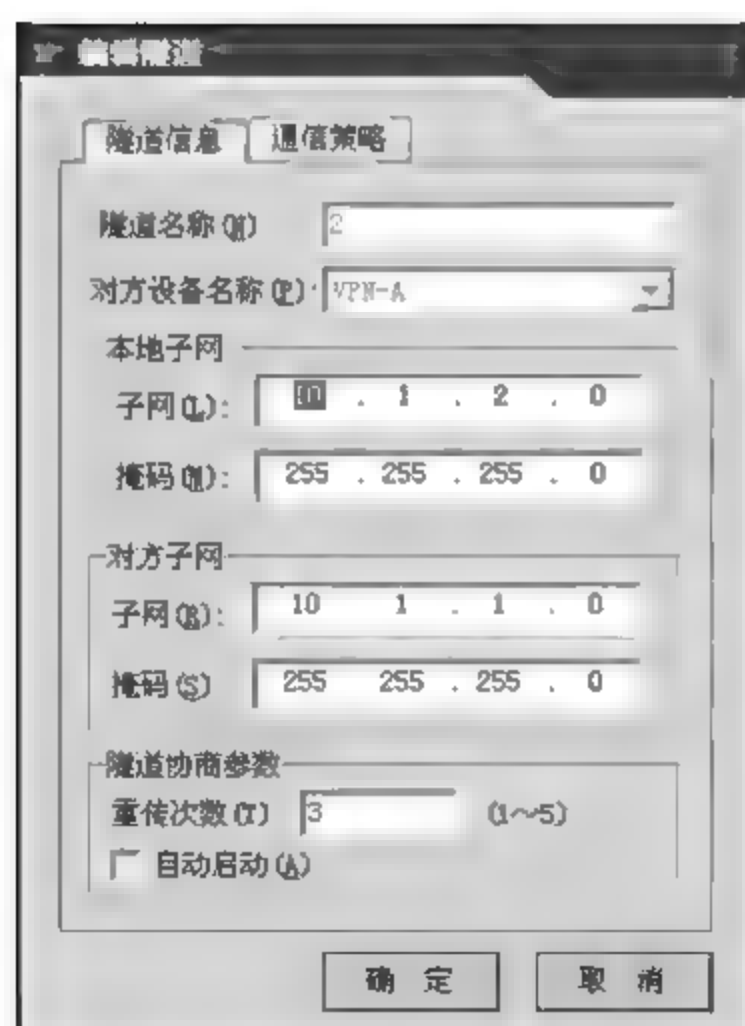 编辑隧道
隧道信息 通信策略
隧道名称(N) 2
对方设备名称(P): VPN-A
本地子网
子网(L): 10 . 1 . 2 . 0
掩码(M): 255 . 255 . 255 . 0
对方子网
子网(R): 10 1 . 1 . 0
掩码(S) 255 255 . 255 . 0
隧道协商参数
重传次数(T) 3 (1~5)
自动启动(A)
确 定 取 消